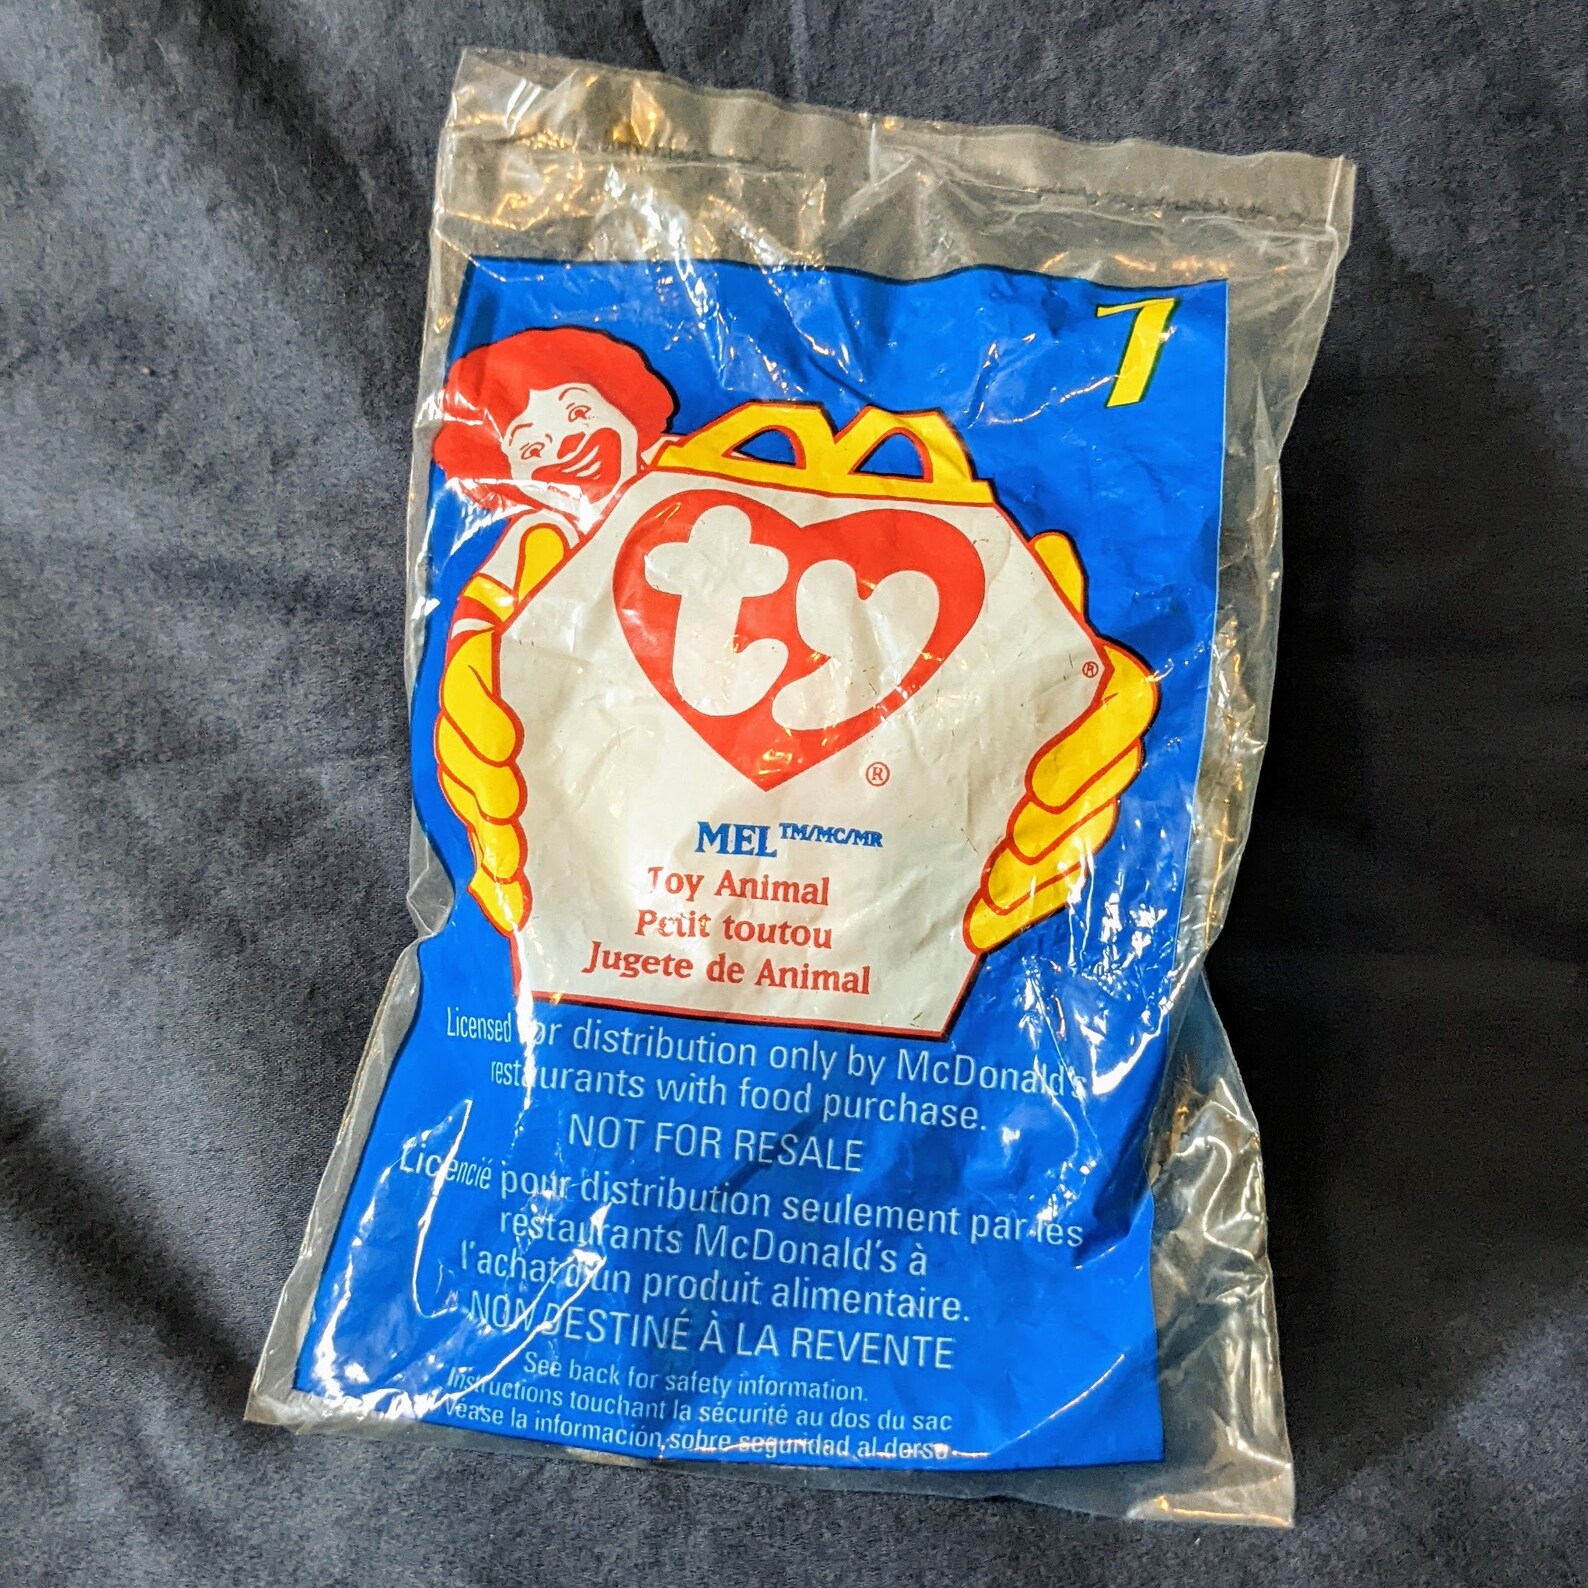 7
ty
®
®
MEL TM/MC/MR
Toy Animal
Petit toutou
Jugete de Animal
Licensed for distribution only by McDonald's
restaurants with food purchase.
NOT FOR RESALE
Licencié pour distribution seulement par les
restaurants McDonald's à
l'achat d'un produit alimentaire.
NON DESTINÉ À LA REVENTE
See back for safety information.
Instructions touchant la sécurité au dos du sac
Véase la información sobre seguridad al dorso